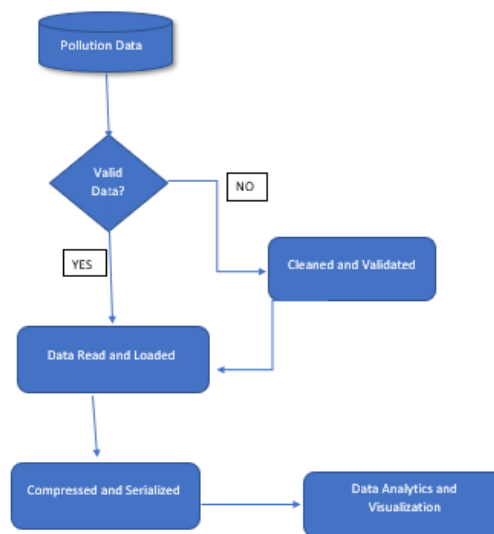 Pollution Data
Valid
Data?
NO
YES
Cleaned and Validated
Data Read and Loaded
Compressed and Serialized
Data Analytics and
Visualization